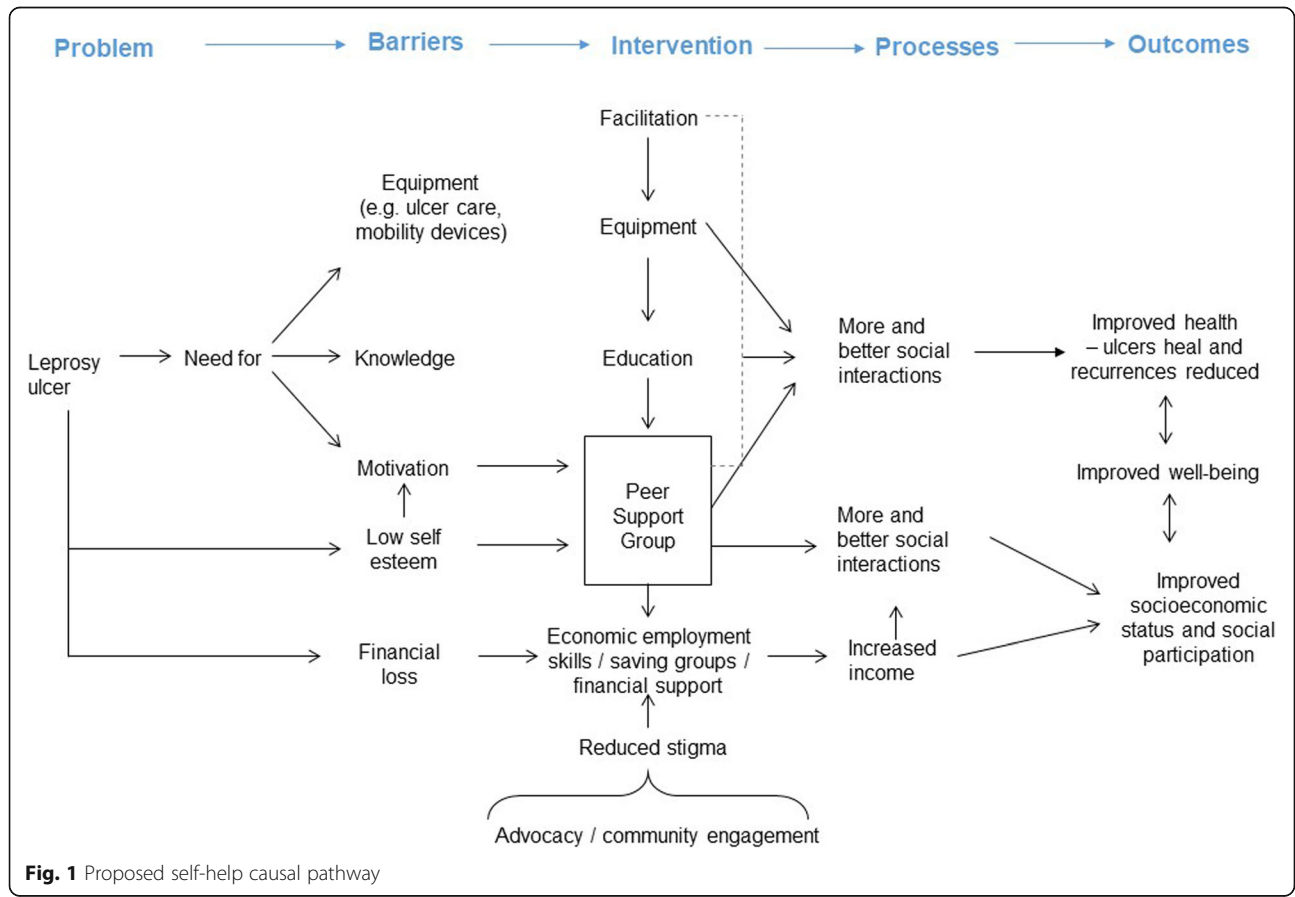 Problem
Barriers
Intervention
Processes
Outcomes
Facilitation
Equipment
(e.g. ulcer care,
mobility devices)
Equipment
Leprosy
ulcer
Need for
Knowledge
Education
More and
better social
interactions
Improved health
– ulcers heal and
recurrences reduced
Motivation
Peer
Support
Group
Improved well-being
Low self
esteem
More and
better social
interactions
Improved
socioeconomic
status and social
participation
Financial
loss
Economic employment
skills / saving groups /
financial support
Increased
income
Reduced stigma
Advocacy / community engagement
Fig. 1 Proposed self-help causal pathway